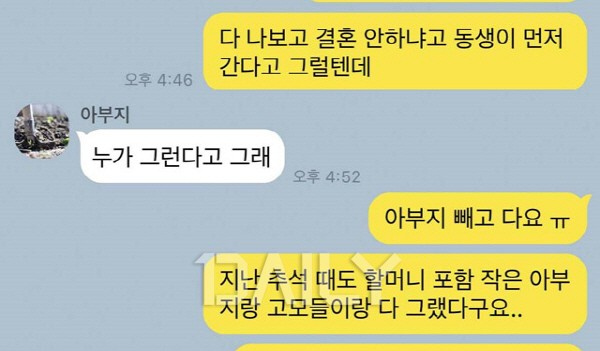 다 나보고 결혼 안하냐고 동생이 먼저
간다고 그럴텐데
오후 4:46
아부지
누가 그런다고 그래
오후 4:52
아부지 빼고 다요 ㅠ
지난 추석 때도 할머니 포함 작은 아부
지랑 고모들이랑 다 그랬다구요..
1DAILY